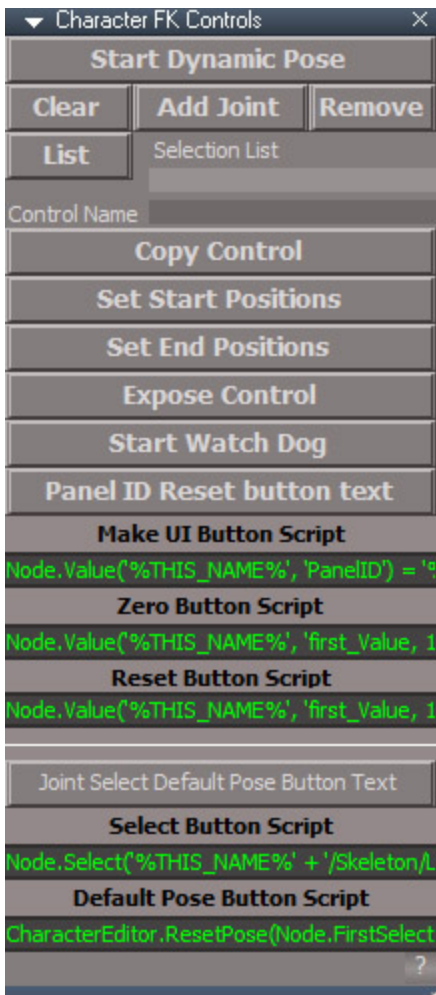 Character FK Controls
Start Dynamic Pose
Clear Add Joint Remove
List Selection List
Control Name
Copy Control
Set Start Positions
Set End Positions
Expose Control
Start Watch Dog
Panel ID Reset button text
Make UI Button Script
Node.Value('%THIS_NAME%', 'PanelID') = '%
Zero Button Script
Node.Value('%THIS_NAME%', 'first_Value, 1
Reset Button Script
Node.Value('%THIS_NAME%', 'first_Value, 1
Joint Select Default Pose Button Text
Select Button Script
Node.Select('%THIS_NAME%' + '/Skeleton/L
Default Pose Button Script
CharacterEditor.ResetPose(Node.FirstSelect
?